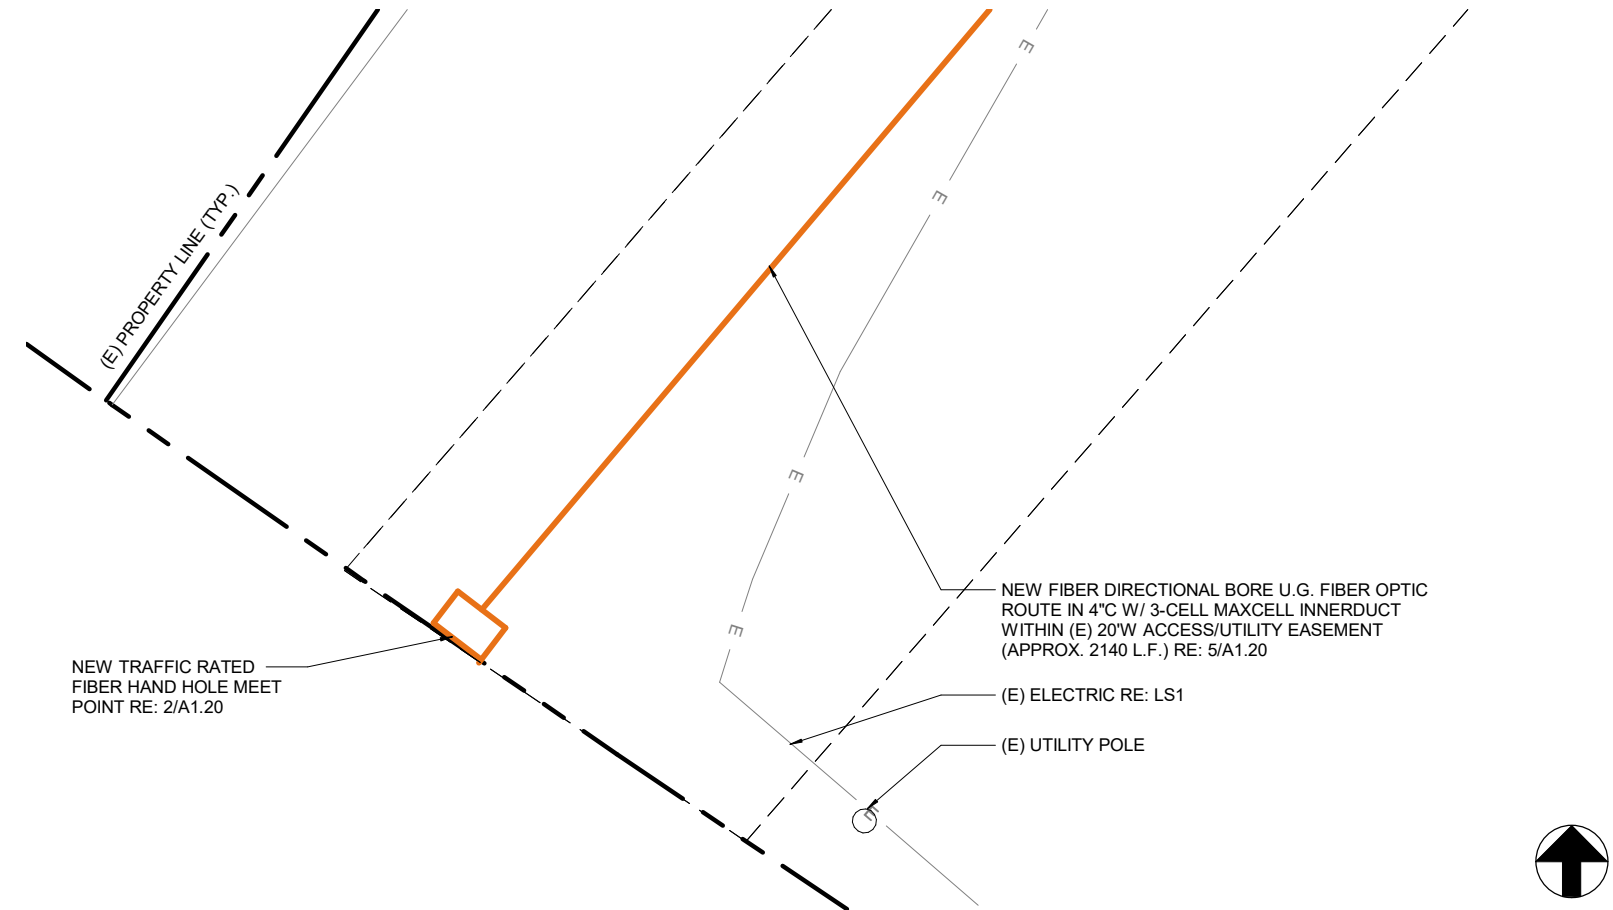 E
E
(E) PROPERTY LINE (TYP.)
E
NEW FIBER DIRECTIONAL BORE U.G. FIBER OPTIC
ROUTE IN 4"C W/ 3-CELL MAXCELL INNERDUCT
WITHIN (E) 20'W ACCESS/UTILITY EASEMENT
(APPROX. 2140 L.F.) RE: 5/A1.20
E
NEW TRAFFIC RATED
FIBER HAND HOLE MEET
POINT RE: 2/A1.20
(E) ELECTRIC RE: LS1
(E) UTILITY POLE
E